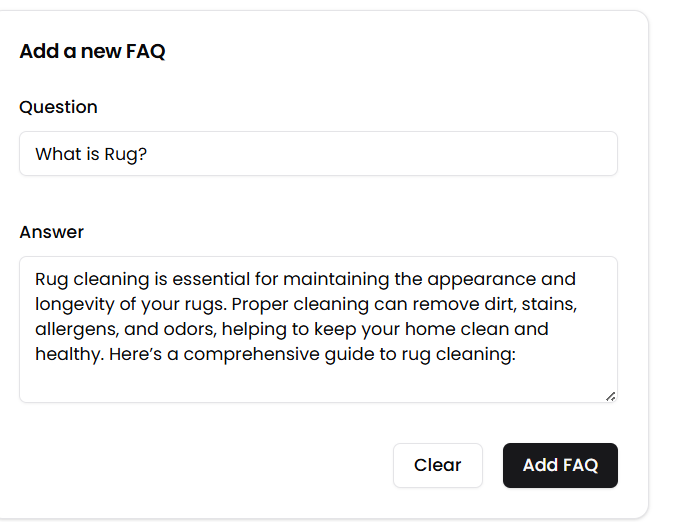 Add a new FAQ
Question
What is Rug?
Answer
Rug cleaning is essential for maintaining the appearance and
longevity of your rugs. Proper cleaning can remove dirt, stains,
allergens, and odors, helping to keep your home clean and
healthy. Here’s a comprehensive guide to rug cleaning:
Clear
Add FAQ